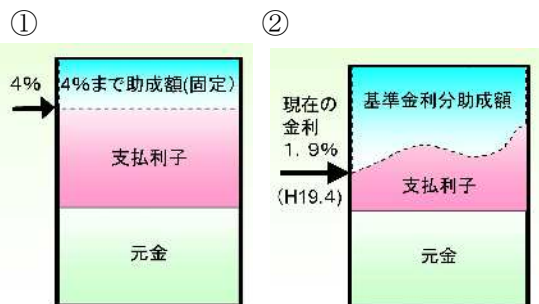 ①
4%
4%まで助成額(固定)
支払利子
元金
②
現在の
金利
1.9%
(H19.4)
基準金利分助成額
支払利子
元金